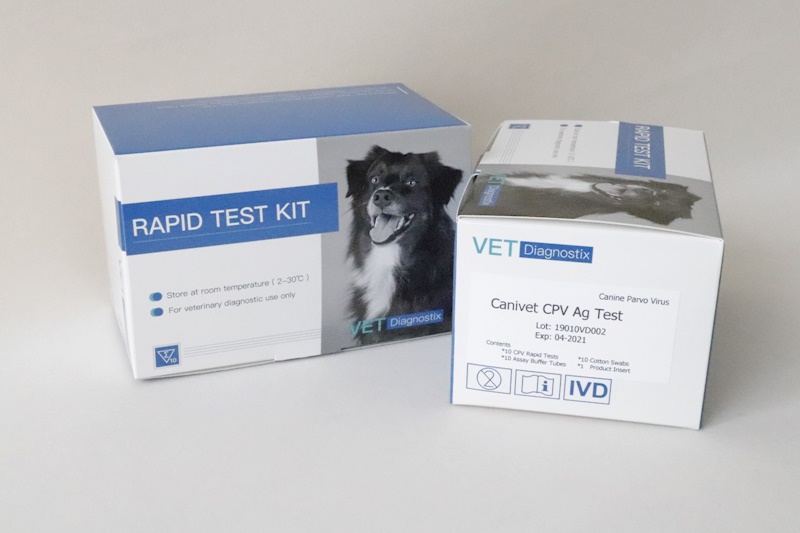 RAPID TEST KIT
Store at room temperature ( 2-30℃ )
For veterinary diagnostic use only
10
VET Diagnostix
RAPID TEST KIT
VET Diagnostix
Canine Parvo Virus
Canivet CPV Ag Test
Lot: 19010VD002
Exp: 04-2021
Contents
*10 CPV Rapid Tests
*10 Cotton Swabs
*10 Assay Buffer Tubes
*1 Product Insert
2
i
IVD